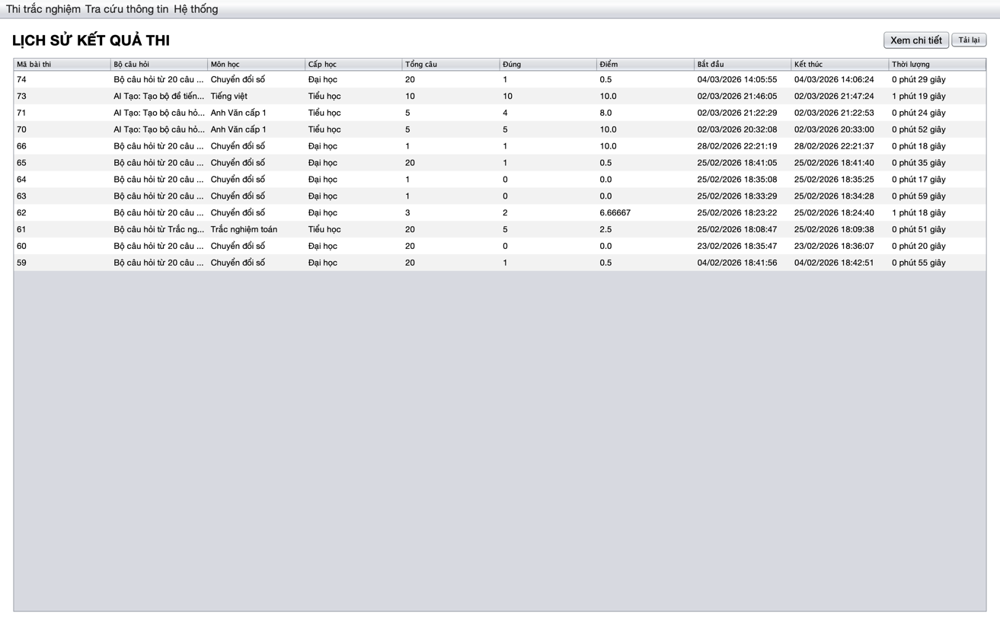 Thi trắc nghiệm Tra cứu thông tin Hệ thống
LỊCH SỬ KẾT QUẢ THI
Xem chi tiết Tải lại
Mã bài thi Bộ câu hỏi Môn học Cấp học Tổng câu Đúng Điểm Bắt đầu Kết thúc Thời lượng
74 Bộ câu hỏi từ 20 câu ... Chuyển đổi số Đại học 20 1 0.5 04/03/2026 14:05:55 04/03/2026 14:06:24 0 phút 29 giây
73 AI Tạo: Tạo bộ đề tiến... Tiếng việt Tiểu học 10 10 10.0 02/03/2026 21:46:05 02/03/2026 21:47:24 1 phút 19 giây
71 AI Tạo: Tạo bộ câu hỏ... Anh Văn cấp 1 Tiểu học 5 4 8.0 02/03/2026 21:22:29 02/03/2026 21:22:53 0 phút 24 giây
70 AI Tạo: Tạo bộ câu hỏ... Anh Văn cấp 1 Tiểu học 5 5 10.0 02/03/2026 20:32:08 02/03/2026 20:33:00 0 phút 52 giây
66 Bộ câu hỏi từ 20 câu ... Chuyển đổi số Đại học 1 1 10.0 28/02/2026 22:21:19 28/02/2026 22:21:37 0 phút 18 giây
65 Bộ câu hỏi từ 20 câu ... Chuyển đổi số Đại học 20 1 0.5 25/02/2026 18:41:05 25/02/2026 18:41:40 0 phút 35 giây
64 Bộ câu hỏi từ 20 câu ... Chuyển đổi số Đại học 1 0 0.0 25/02/2026 18:35:08 25/02/2026 18:35:25 0 phút 17 giây
63 Bộ câu hỏi từ 20 câu ... Chuyển đổi số Đại học 1 0 0.0 25/02/2026 18:33:29 25/02/2026 18:34:28 0 phút 59 giây
62 Bộ câu hỏi từ 20 câu ... Chuyển đổi số Đại học 3 2 6.66667 25/02/2026 18:23:22 25/02/2026 18:24:40 1 phút 18 giây
61 Bộ câu hỏi từ Trắc ng... Trắc nghiệm toán Tiểu học 20 5 2.5 25/02/2026 18:08:47 25/02/2026 18:09:38 0 phút 51 giây
60 Bộ câu hỏi từ 20 câu ... Chuyển đổi số Đại học 20 0 0.0 23/02/2026 18:35:47 23/02/2026 18:36:07 0 phút 20 giây
59 Bộ câu hỏi từ 20 câu ... Chuyển đổi số Đại học 20 1 0.5 04/02/2026 18:41:56 04/02/2026 18:42:51 0 phút 55 giây